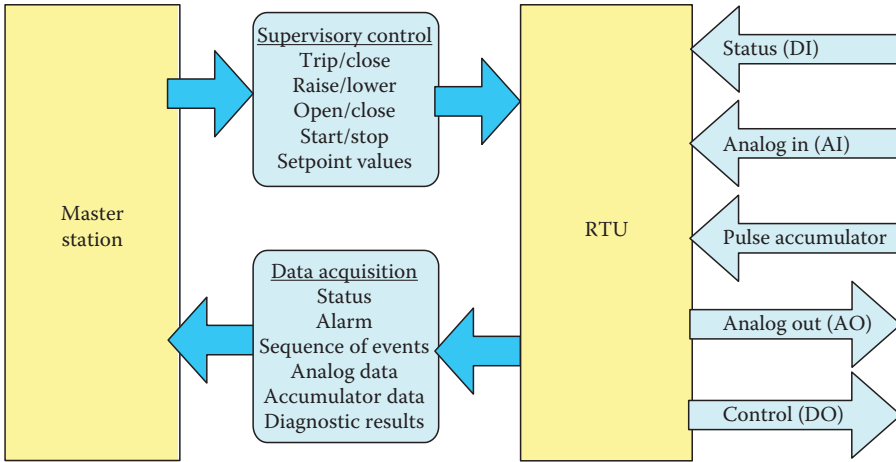 Master
station
Supervisory control
Trip/close
Raise/lower
Open/close
Start/stop
Setpoint values
Data acquisition
Status
Alarm
Sequence of events
Analog data
Accumulator data
Diagnostic results
RTU
Status (DI)
Analog in (AI)
Pulse accumulator
Analog out (AO)
Control (DO)